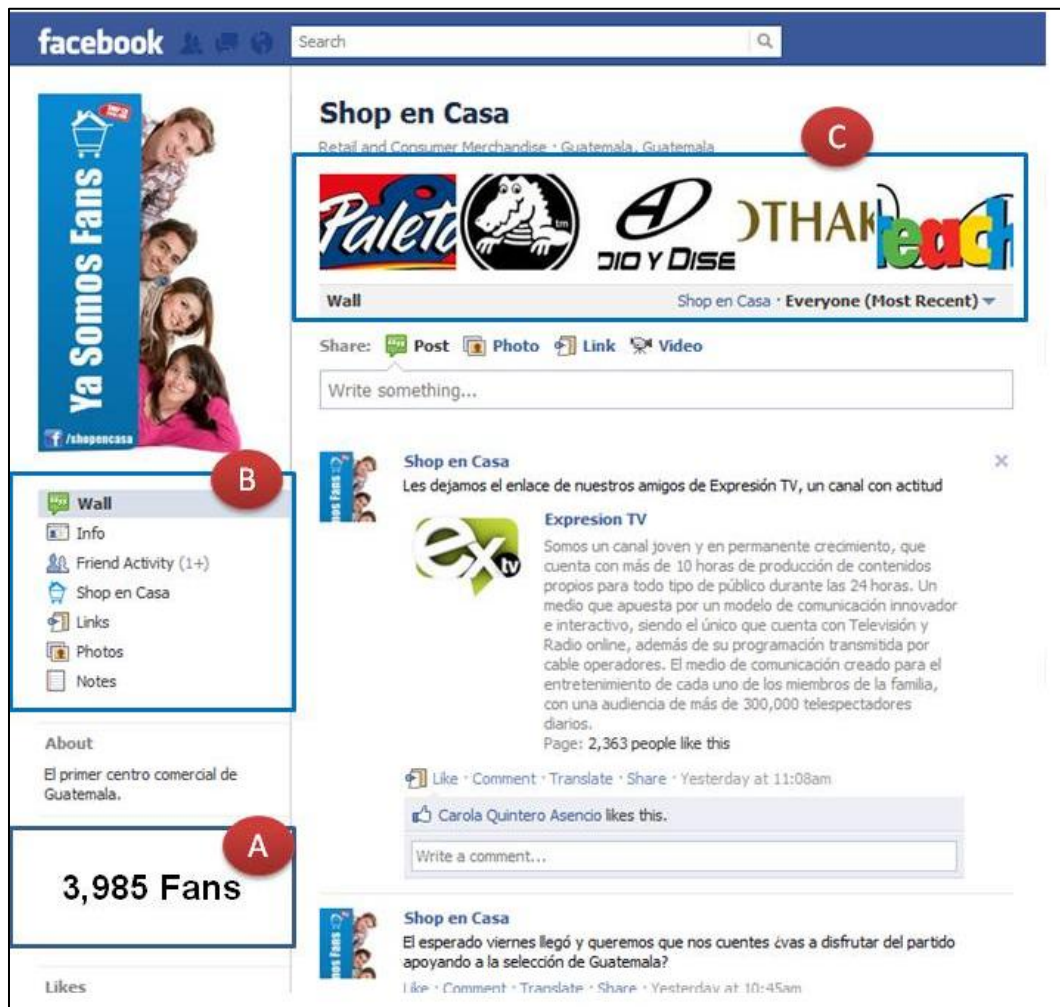 facebook
Search
Ya Somos Fans
/shopencasa
Shop en Casa
Retail and Consumer Merchandise · Guatemala, Guatemala
C
Paleta
tm
DIO Y DISE
OTHAK
teach
Wall
Shop en Casa · Everyone (Most Recent)
Share: Post Photo Link Video
Write something...
B
Wall
Info
Friend Activity (1+)
Shop en Casa
Links
Photos
Notes
About
El primer centro comercial de
Guatemala.
A
3,985 Fans
Likes
Shop en Casa
Les dejamos el enlace de nuestros amigos de Expresión TV, un canal con actitud
ex tv
Expresion TV
Somos un canal joven y en permanente crecimiento, que
cuenta con más de 10 horas de producción de contenidos
propios para todo tipo de público durante las 24 horas. Un
medio que apuesta por un modelo de comunicación innovador
e interactivo, siendo el único que cuenta con Televisión y
Radio online, además de su programación transmitida por
cable operadores. El medio de comunicación creado para el
entretenimiento de cada uno de los miembros de la familia,
con una audiencia de más de 300,000 telespectadores
diarios.
Page: 2,363 people like this
Like · Comment · Translate · Share · Yesterday at 11:08am
Carola Quintero Asencio likes this.
Write a comment...
Shop en Casa
El esperado viernes llegó y queremos que nos cuentes ¿vas a disfrutar del partido
apoyando a la selección de Guatemala?
Like · Comment · Translate · Share · Yesterday at 10:45am